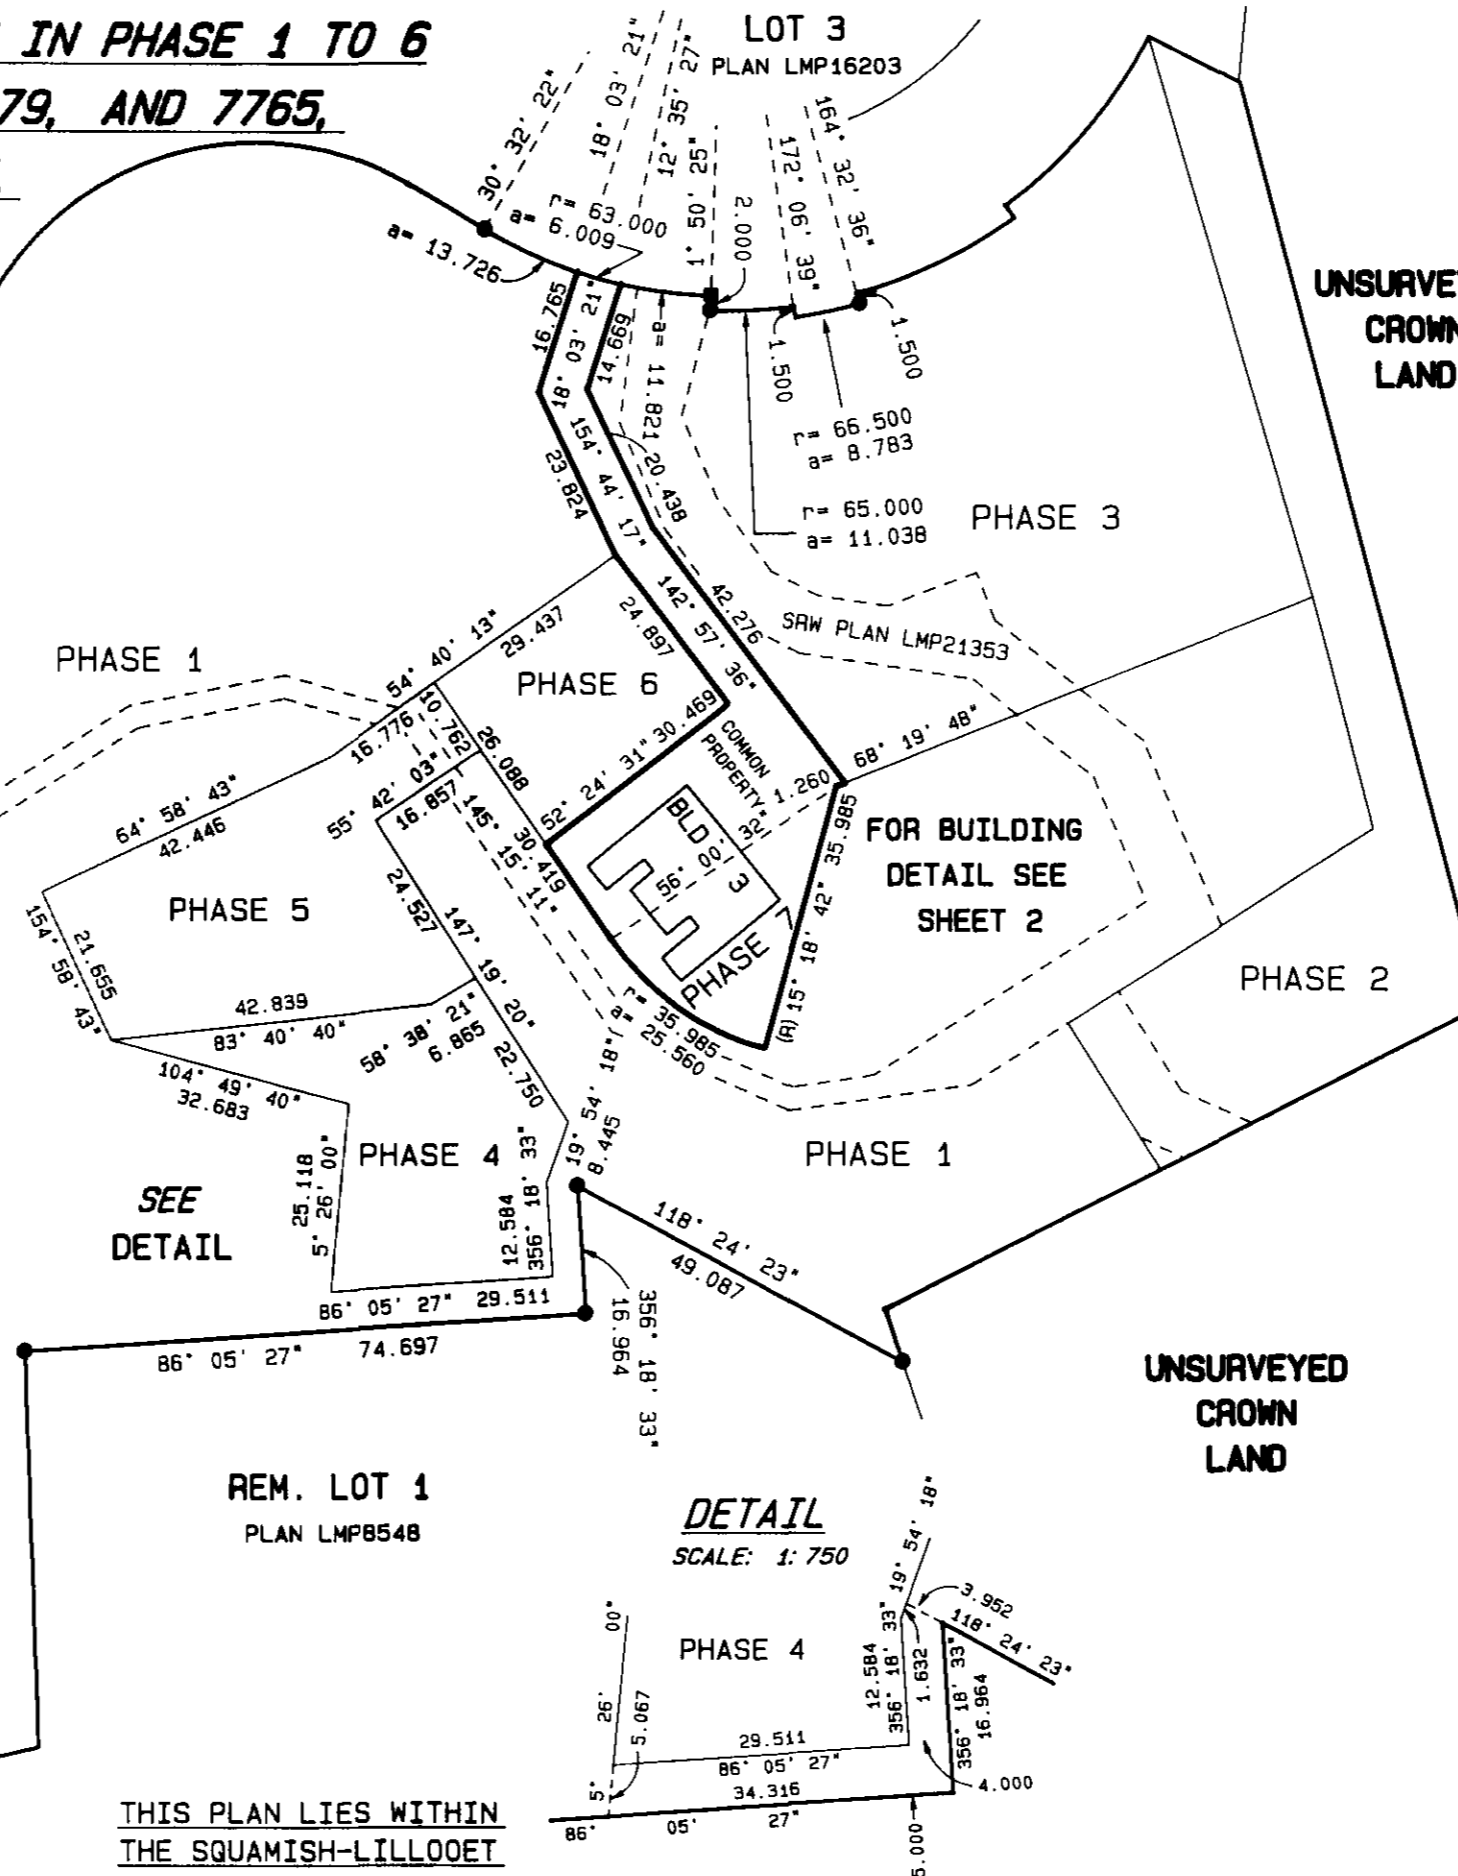 IN PHASE 1 TO 6
79, AND 7765,
LOT 3
PLAN LMP16203
30° 32' 22"
18° 03' 21"
12° 35' 27"
1° 50' 25"
172° 06' 39"
164° 32' 36"
r= 63.000
a= 6.009
a= 13.726
2.000
1.500
1.500
UNSURVE
CROWN
LAND
16.765
18° 03' 21"
14.669
a= 11.821
r= 66.500
a= 8.783
r= 65.000
a= 11.038
PHASE 3
23.824
154° 44' 17"
20.438
SRW PLAN LMP21353
24.897
142° 57' 36"
42.276
PHASE 1
54° 40' 13"
29.437
PHASE 6
16.776
10.762
26.088
52° 24' 31" 30.469
COMMON
PROPERTY
1.260
68° 19' 48"
64° 58' 43"
42.446
55° 42' 03"
16.857
145° 15' 11"
30.419
BLD. 3
56° 00' 32"
PHASE 7
35.985
(R) 15° 18' 42"
FOR BUILDING
DETAIL SEE
SHEET 2
PHASE 5
24.527
147° 19' 20"
22.750
21.655
154° 58' 43"
42.839
83° 40' 40"
58° 38' 21"
6.865
r= 35.985
a= 25.560
PHASE 2
104° 49' 40"
32.683
PHASE 4
19° 54' 18"
8.445
PHASE 1
SEE
DETAIL
25.118
5° 26' 00"
12.584
356° 18' 33"
118° 24' 23"
49.087
86° 05' 27" 29.511
86° 05' 27" 74.697
356° 18' 33"
16.964
UNSURVEYED
CROWN
LAND
REM. LOT 1
PLAN LMP8548
DETAIL
SCALE: 1:750
19° 54' 18"
3.952
118° 24' 23"
PHASE 4
5° 26' 00"
5.067
12.584
356° 18' 33"
1.632
356° 18' 33"
16.964
29.511
86° 05' 27"
34.316
4.000
86° 05' 27"
5.000
THIS PLAN LIES WITHIN
THE SQUAMISH-LILLOOET